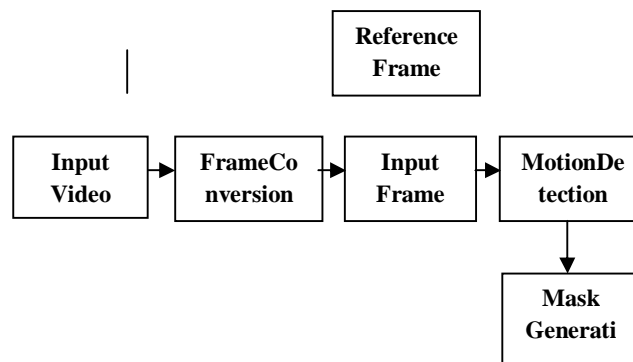 Reference
Frame
Input
Video
FrameCo
nversion
Input
Frame
MotionDe
tection
Mask
Generati